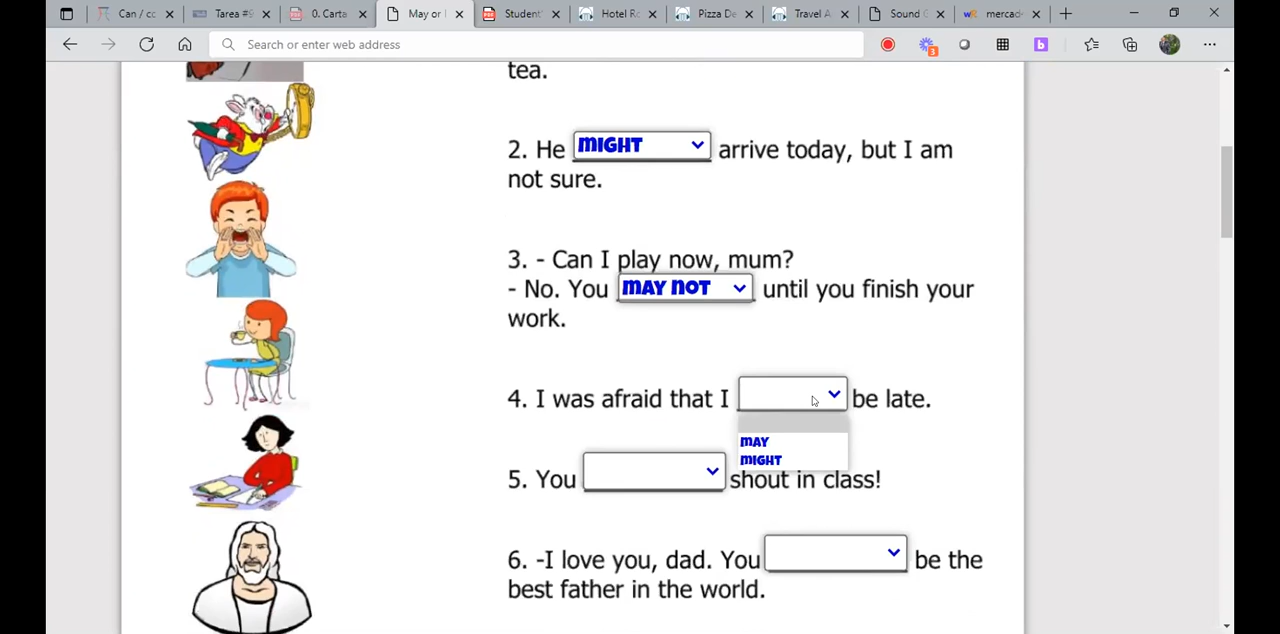 Can / co
Tarea #9
0. Carta
May or
Student'
Hotel Ro
Pizza De
Travel A
Sound
mercad
Search or enter web address
3
b
tea.
2. He MIGHT arrive today, but I am
not sure.
3. - Can I play now, mum?
- No. You MAY NOT until you finish your
work.
4. I was afraid that I be late.
MAY
MIGHT
5. You shout in class!
6. -I love you, dad. You be the
best father in the world.